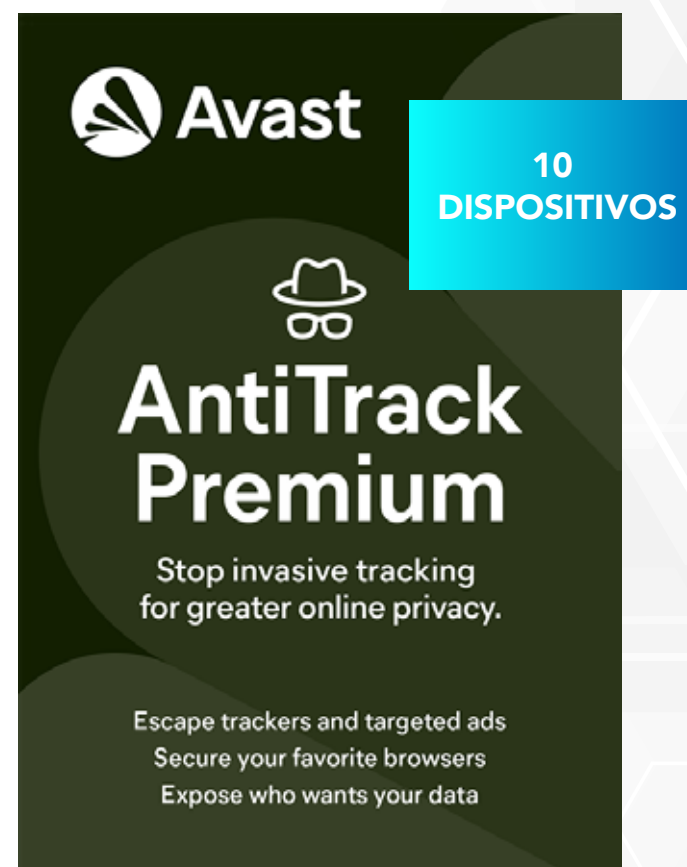 Avast
10
DISPOSITIVOS
AntiTrack
Premium
Stop invasive tracking
for greater online privacy.
Escape trackers and targeted ads
Secure your favorite browsers
Expose who wants your data